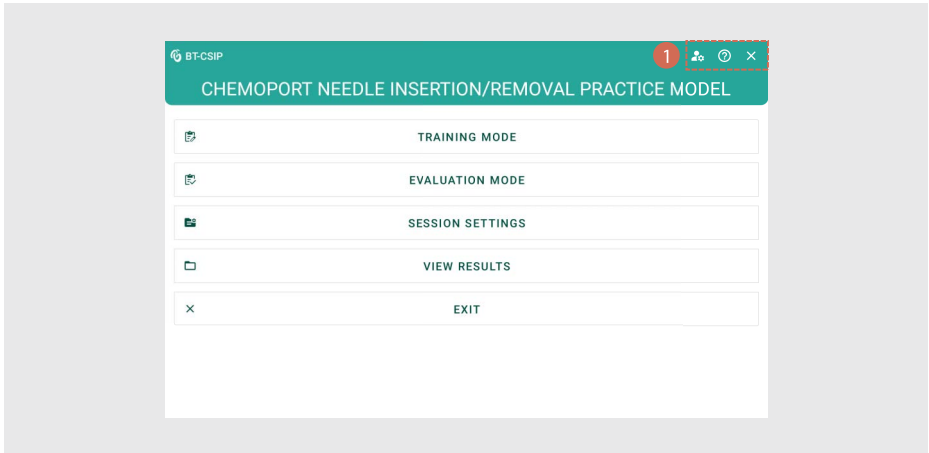 BT-CSIP
1
CHEMOPORT NEEDLE INSERTION/REMOVAL PRACTICE MODEL
TRAINING MODE
EVALUATION MODE
SESSION SETTINGS
VIEW RESULTS
EXIT